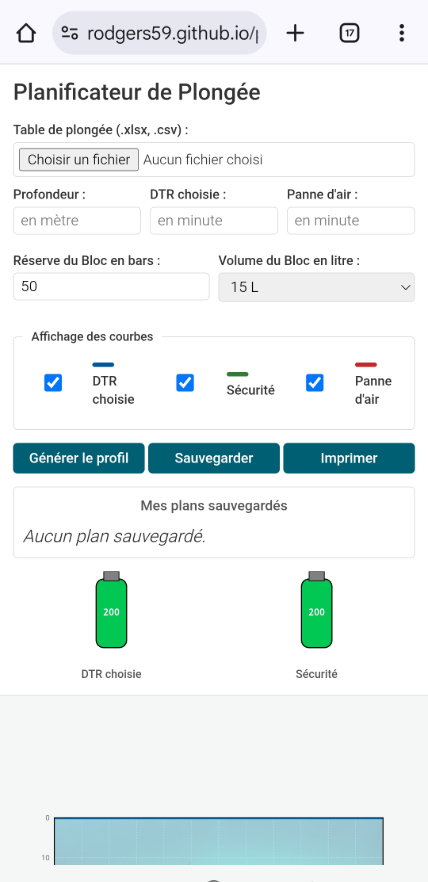 rodgers59.github.io/
17
Planificateur de Plongée
Table de plongée (.xlsx, .csv) :
Choisir un fichier Aucun fichier choisi
Profondeur : DTR choisie : Panne d'air :
en mètre en minute en minute
Réserve du Bloc en bars : Volume du Bloc en litre :
50 15 L
Affichage des courbes
DTR choisie
Sécurité
Panne d'air
Générer le profil Sauvegarder Imprimer
Mes plans sauvegardés
Aucun plan sauvegardé.
200 200
DTR choisie Sécurité
0
10